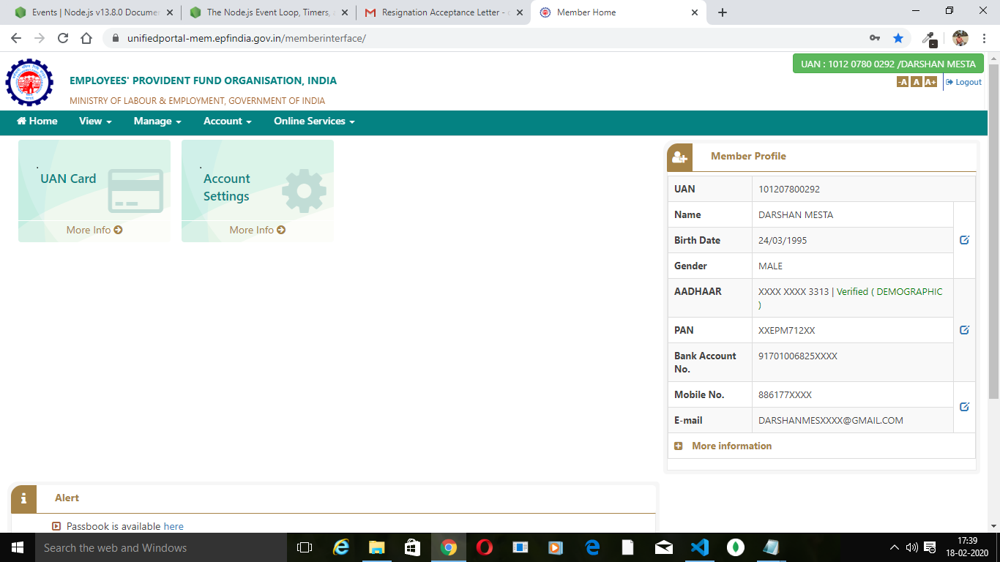 Events | Node.js v13.8.0 Documen
The Node.js Event Loop, Timers, a
Resignation Acceptance Letter - d
Member Home
unifiedportal-mem.epfindia.gov.in/memberinterface/
UAN : 1012 0780 0292 /DARSHAN MESTA
EMPLOYEES' PROVIDENT FUND ORGANISATION, INDIA
-A A A+ Logout
MINISTRY OF LABOUR & EMPLOYMENT, GOVERNMENT OF INDIA
Home View Manage Account Online Services
UAN Card
More Info
Account
Settings
More Info
Member Profile
UAN 101207800292
Name DARSHAN MESTA
Birth Date 24/03/1995
Gender MALE
AADHAAR XXXX XXXX 3313 | Verified ( DEMOGRAPHIC
)
PAN XXEPM712XX
Bank Account 91701006825XXXX
No.
Mobile No. 886177XXXX
E-mail DARSHANMESXXXX@GMAIL.COM
More information
Alert
Passbook is available here
Search the web and Windows
17:39
18-02-2020